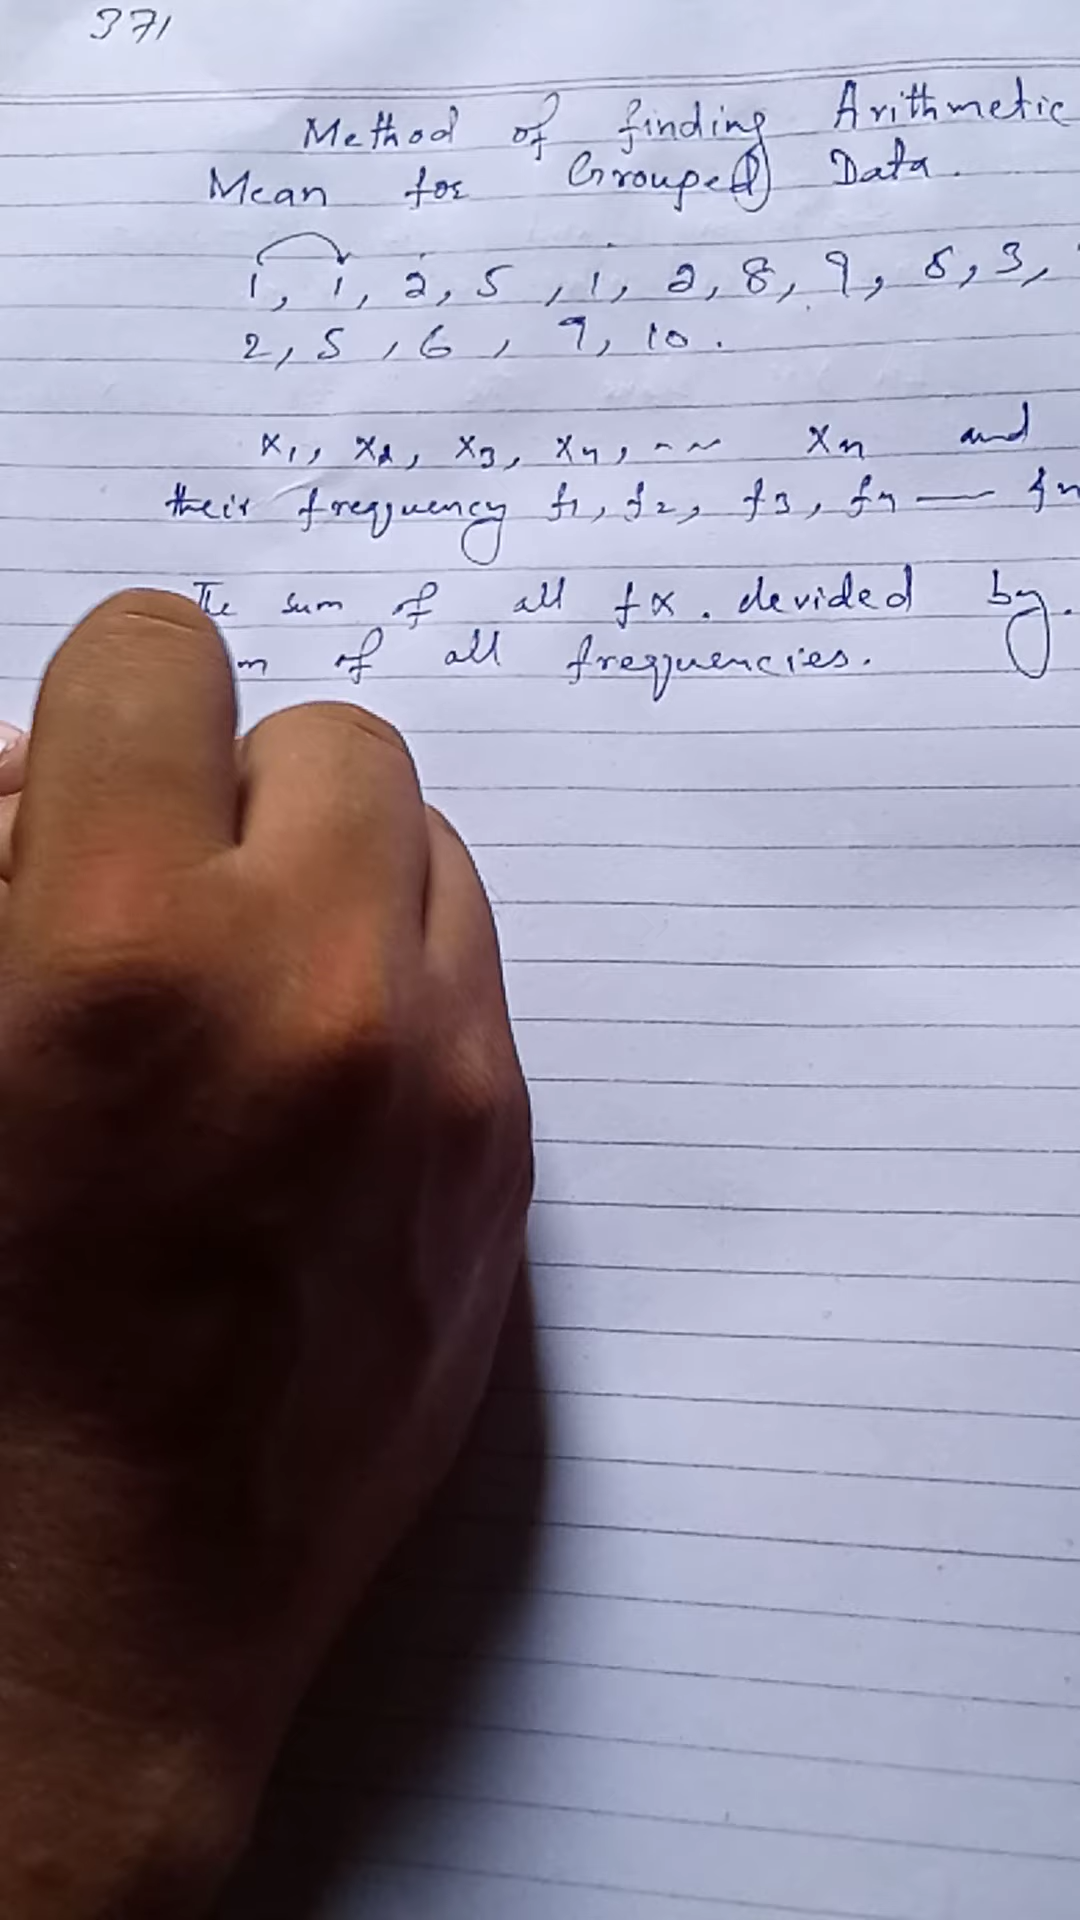 371
Method of finding Arithmetic
Mean for Grouped Data.
1, 1, 2, 5, 1, 2, 8, 9, 8, 3,
2, 5, 6, 9, 10.
x1, x2, x3, x4, -- xn and
their freqquency f1, f2, f3, f4 — fn
The sum of all fx. devided by.
of all freqquencies.